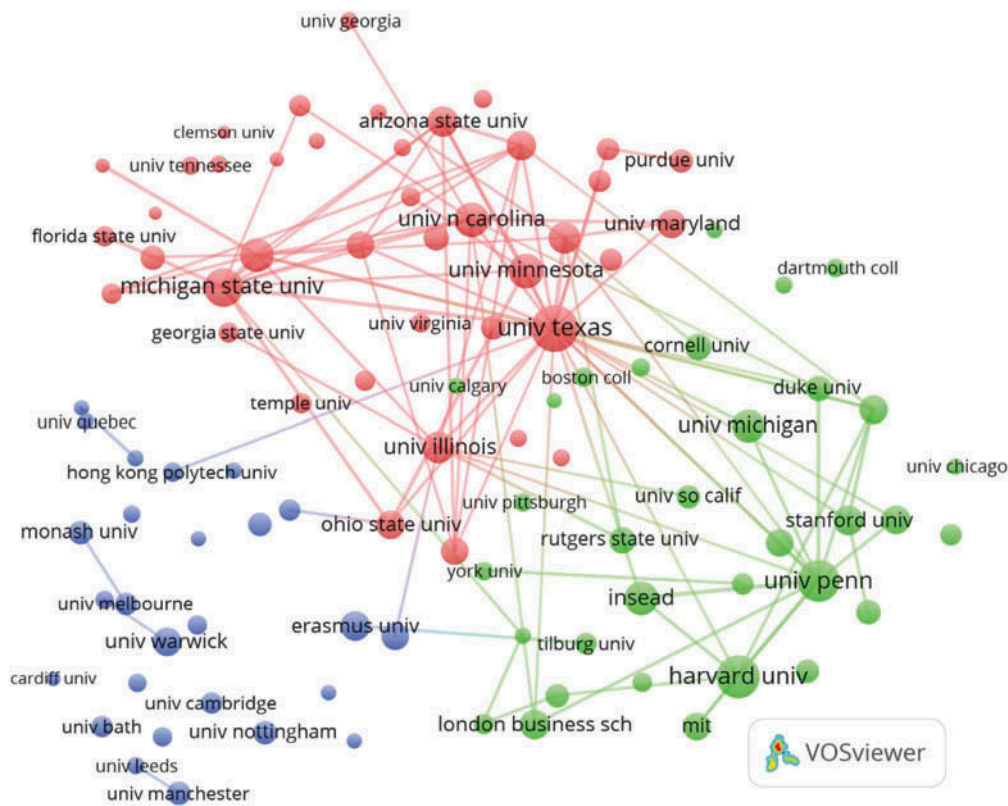 univ georgia
arizona state univ
clemson univ
univ tennessee
purdue univ
univ n carolina
univ maryland
florida state univ
univ minnesota
dartmouth coll
michigan state univ
univ virginia
univ texas
georgia state univ
cornell univ
univ calgary
boston coll
duke univ
temple univ
univ quebec
univ michigan
univ illinois
hong kong polytech univ
univ chicago
univ pittsburgh
univ so calif
monash univ
ohio state univ
rutgers state univ
stanford univ
york univ
univ penn
univ melbourne
insead
erasmus univ
univ warwick
tilburg univ
cardiff univ
harvard univ
univ cambridge
univ bath
univ nottingham
london business sch
mit
VOSviewer
univ leeds
univ manchester